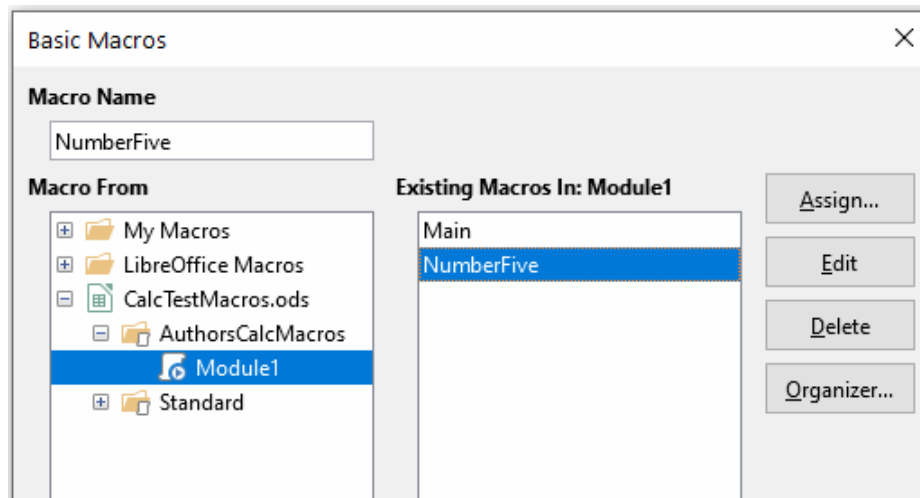 Basic Macros
Macro Name
NumberFive
Macro From
My Macros
LibreOffice Macros
CalcTestMacros.ods
AuthorsCalcMacros
Module1
Standard
Existing Macros In: Module1
Main
NumberFive
Assign...
Edit
Delete
Organizer...